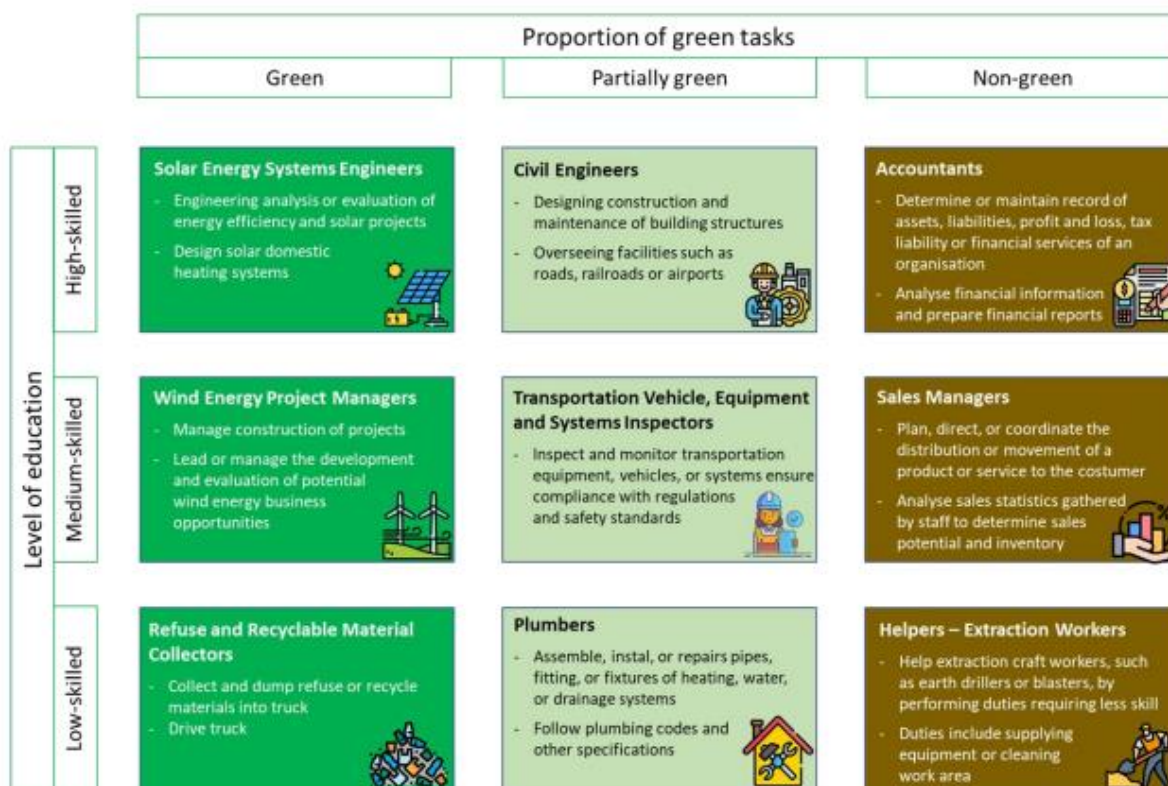 Proportion of green tasks
Green
Partially green
Non-green
Level of education
High-skilled
Solar Energy Systems Engineers
- Engineering analysis or evaluation of
energy efficiency and solar projects
- Design solar domestic
heating systems
Civil Engineers
- Designing construction and
maintenance of building structures
- Overseeing facilities such as
roads, railroads or airports
Accountants
- Determine or maintain record of
assets, liabilities, profit and loss, tax
liability or financial services of an
organisation
- Analyse financial information
and prepare financial reports
Medium-skilled
Wind Energy Project Managers
- Manage construction of projects
- Lead or manage the development
and evaluation of potential
wind energy business
opportunities
Transportation Vehicle, Equipment
and Systems Inspectors
- Inspect and monitor transportation
equipment, vehicles, or systems ensure
compliance with regulations
and safety standards
Sales Managers
- Plan, direct, or coordinate the
distribution or movement of a
product or service to the costumer
- Analyse sales statistics gathered
by staff to determine sales
potential and inventory
Low-skilled
Refuse and Recyclable Material
Collectors
- Collect and dump refuse or recycle
materials into truck
- Drive truck
Plumbers
- Assemble, instal, or repairs pipes,
fitting, or fixtures of heating, water,
or drainage systems
- Follow plumbing codes and
other specifications
Helpers – Extraction Workers
- Help extraction craft workers, such
as earth drillers or blasters, by
performing duties requiring less skill
- Duties include supplying
equipment or cleaning
work area